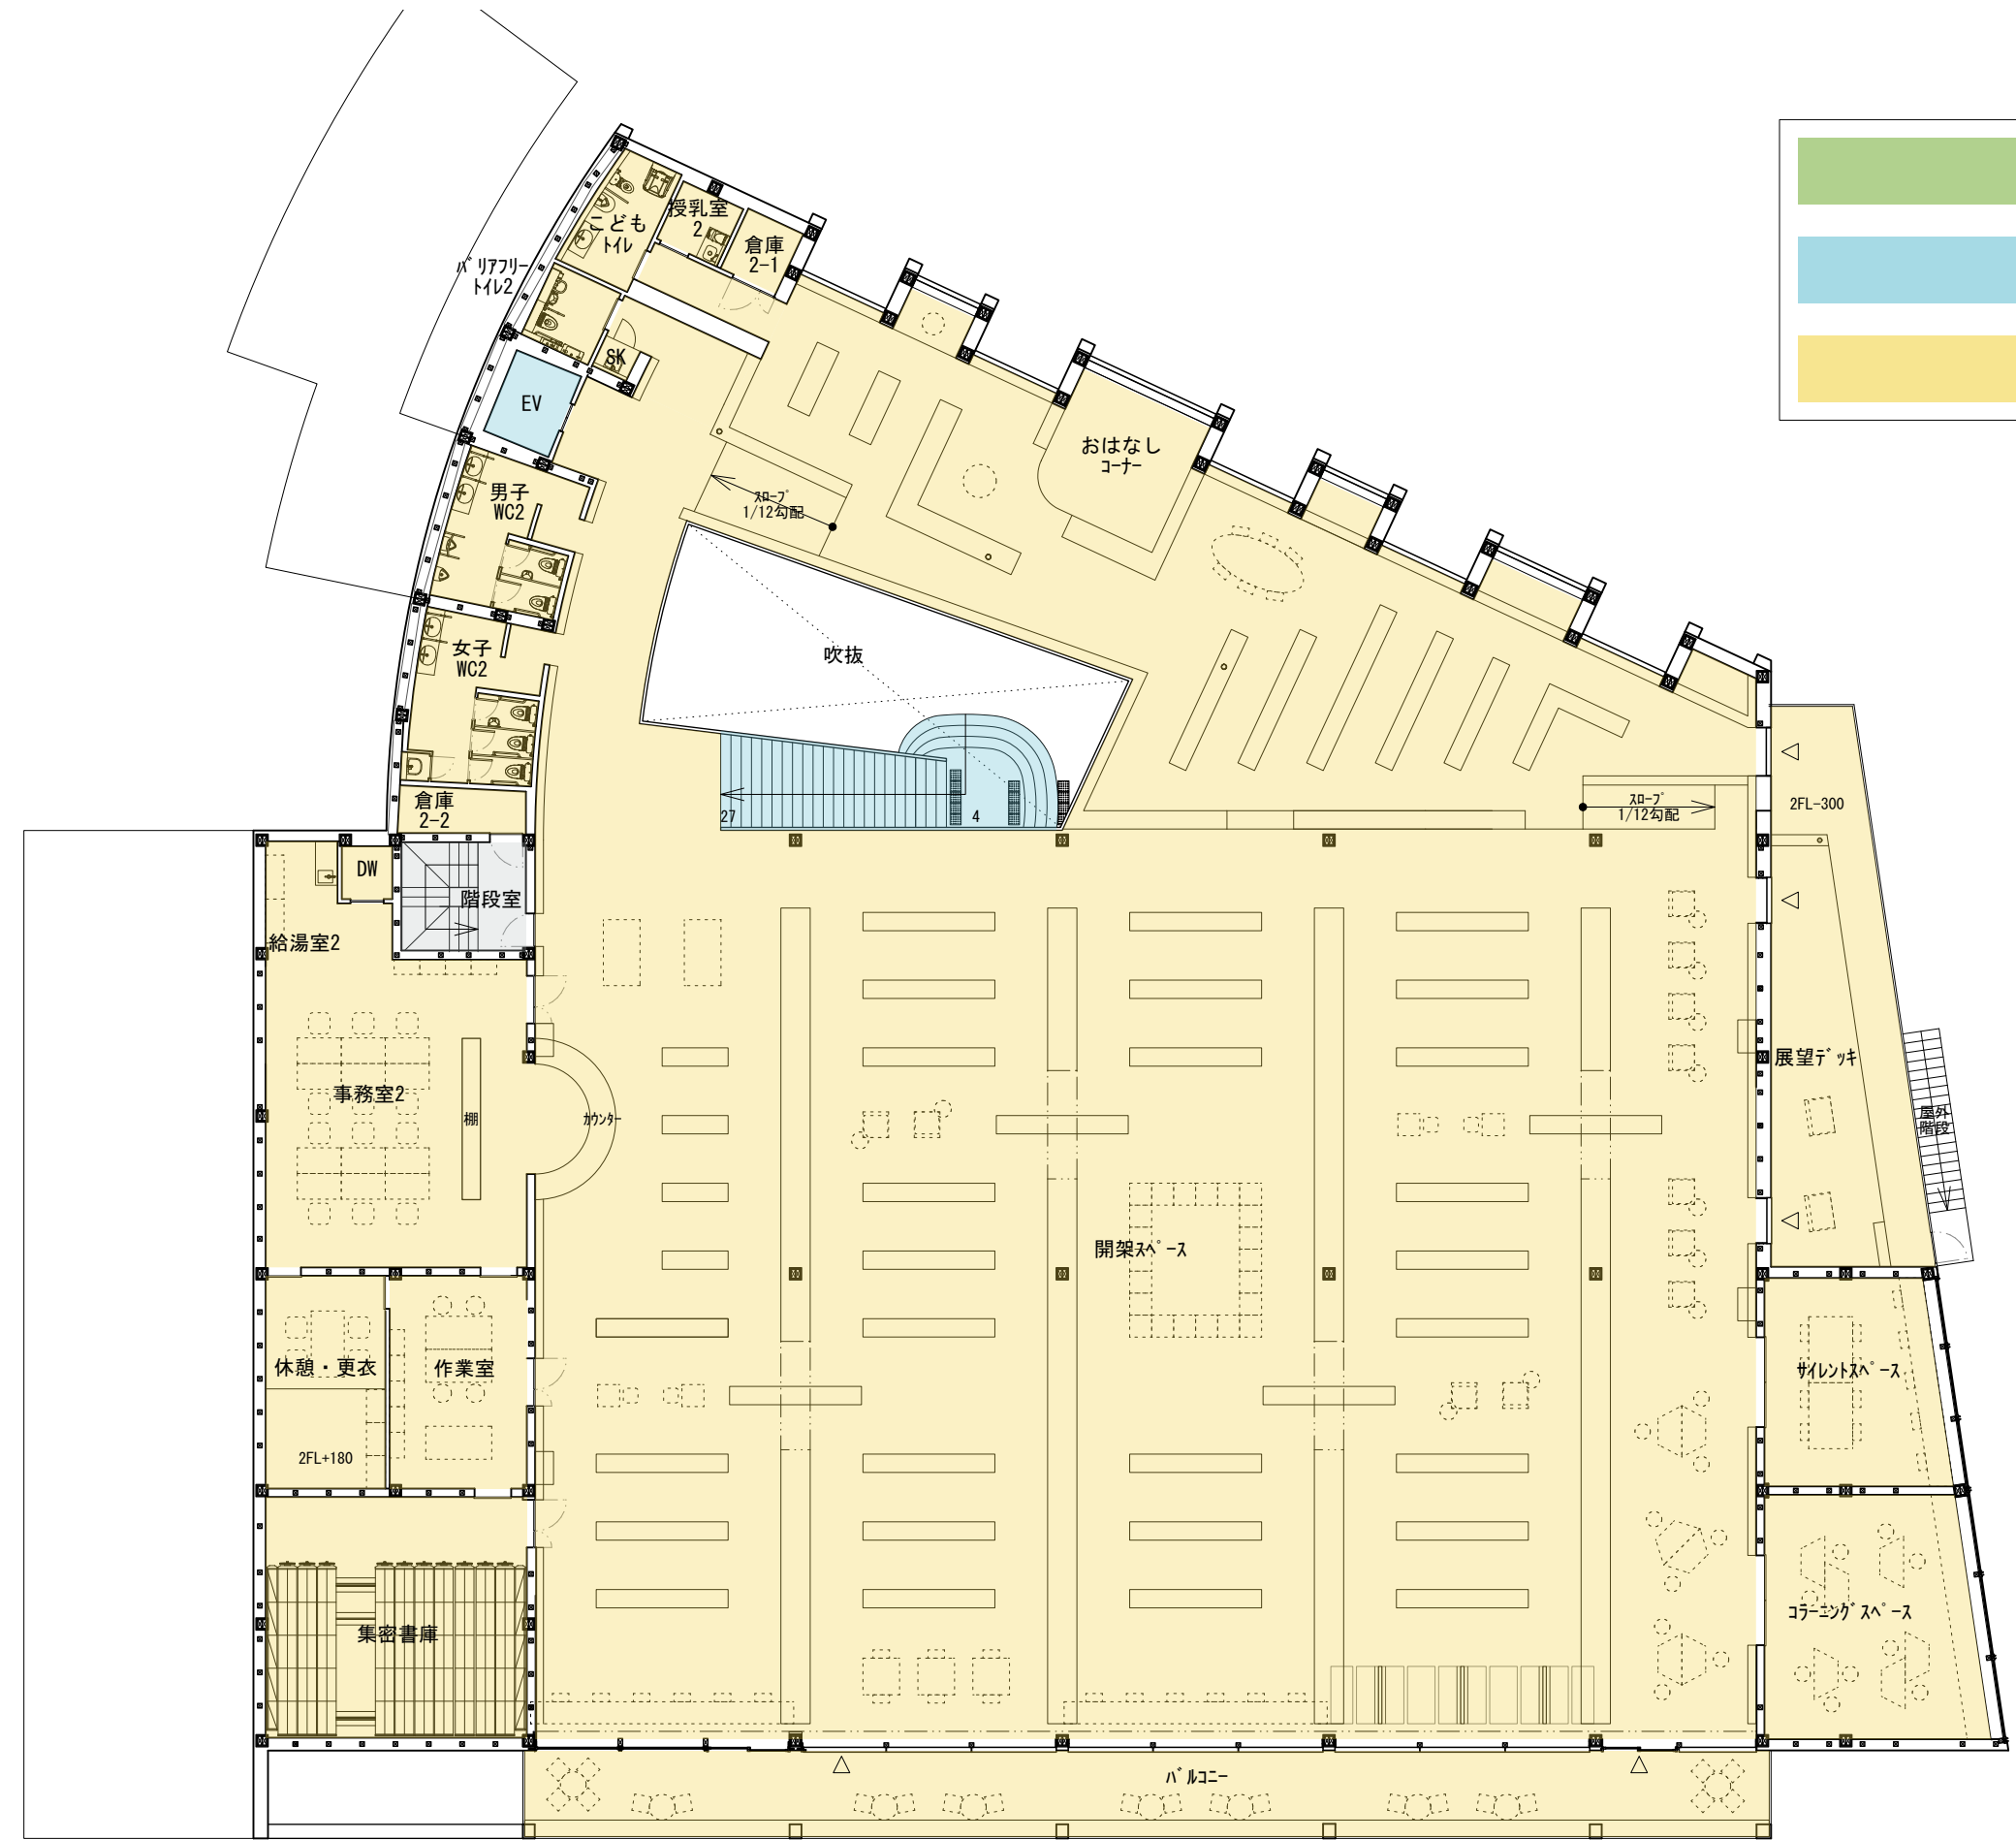 こども
トイレ
授乳室
2
倉庫
2-1
バリアフリー
トイレ2
SK
EV
おはなし
コーナー
男子
WC2
スロープ
1/12勾配
女子
WC2
吹抜
倉庫
2-2
27
4
スロープ
1/12勾配
2FL-300
DW
階段室
給湯室2
展望デッキ
事務室2
棚
カウンター
屋外
階段
開架スペース
休憩・更衣
作業室
サイレントスペース
2FL+180
集密書庫
コラーニングスペース
バルコニー